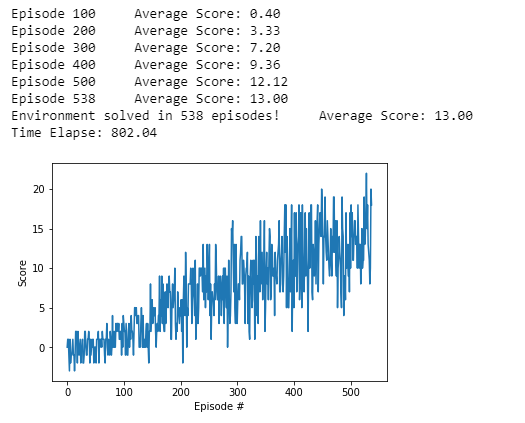 Episode 100 Average Score: 0.40
Episode 200 Average Score: 3.33
Episode 300 Average Score: 7.20
Episode 400 Average Score: 9.36
Episode 500 Average Score: 12.12
Episode 538 Average Score: 13.00
Environment solved in 538 episodes! Average Score: 13.00
Time Elapse: 802.04
20
15
10
5
0
Score
0 100 200 300 400 500
Episode #